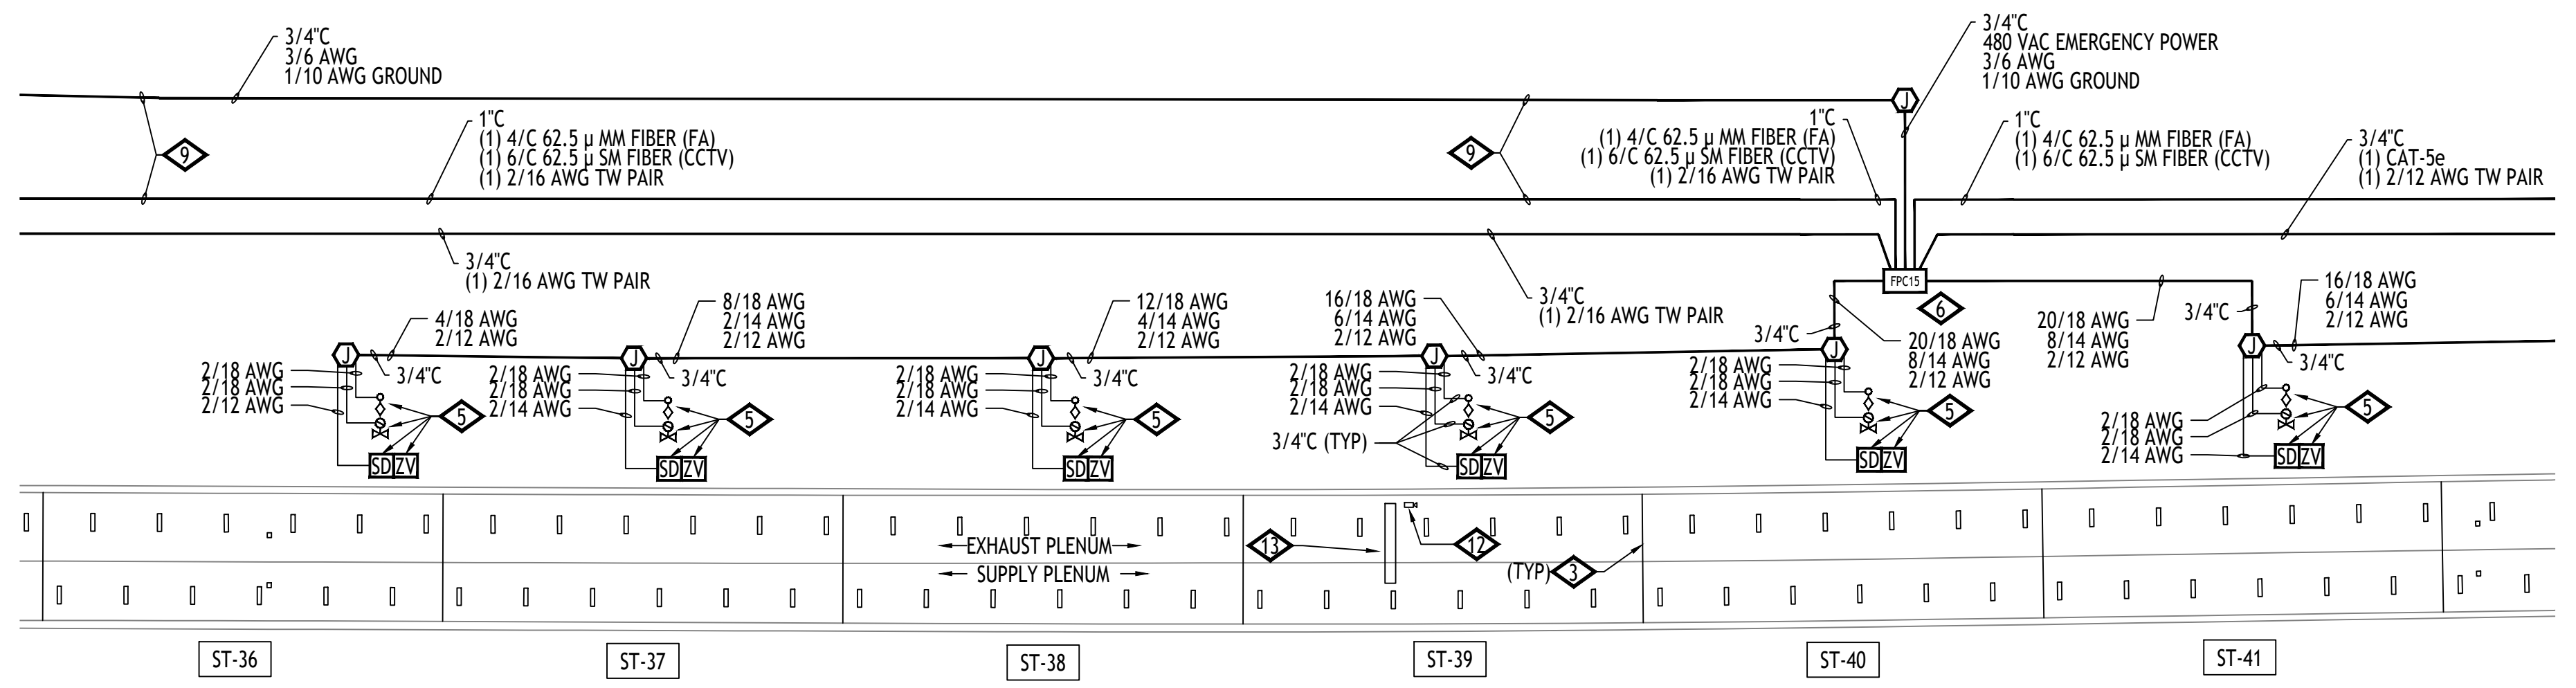 3/4"C
3/6 AWG
1/10 AWG GROUND
3/4"C
480 VAC EMERGENCY POWER
3/6 AWG
1/10 AWG GROUND
J
9
1"C
(1) 4/C 62.5 µ MM FIBER (FA)
(1) 6/C 62.5 µ SM FIBER (CCTV)
(1) 2/16 AWG TW PAIR
9
1"C
(1) 4/C 62.5 µ MM FIBER (FA)
(1) 6/C 62.5 µ SM FIBER (CCTV)
(1) 2/16 AWG TW PAIR
1"C
(1) 4/C 62.5 µ MM FIBER (FA)
(1) 6/C 62.5 µ SM FIBER (CCTV)
3/4"C
(1) CAT-5e
(1) 2/12 AWG TW PAIR
3/4"C
(1) 2/16 AWG TW PAIR
3/4"C
(1) 2/16 AWG TW PAIR
FPC15
6
4/18 AWG
2/12 AWG
J
3/4"C
2/18 AWG
2/18 AWG
2/12 AWG
5
SD ZV
8/18 AWG
2/14 AWG
2/12 AWG
J
3/4"C
2/18 AWG
2/18 AWG
2/14 AWG
5
SD ZV
12/18 AWG
4/14 AWG
2/12 AWG
J
3/4"C
2/18 AWG
2/18 AWG
2/14 AWG
5
SD ZV
16/18 AWG
6/14 AWG
2/12 AWG
J
3/4"C
2/18 AWG
2/18 AWG
2/14 AWG
3/4"C (TYP)
5
SD ZV
3/4"C
J
20/18 AWG
8/14 AWG
2/12 AWG
2/18 AWG
2/18 AWG
2/14 AWG
5
SD ZV
20/18 AWG
8/14 AWG
2/12 AWG
3/4"C
J
16/18 AWG
6/14 AWG
2/12 AWG
3/4"C
2/18 AWG
2/18 AWG
2/14 AWG
5
SD ZV
EXHAUST PLENUM
SUPPLY PLENUM
13
12
(TYP) 3
ST-36
ST-37
ST-38
ST-39
ST-40
ST-41